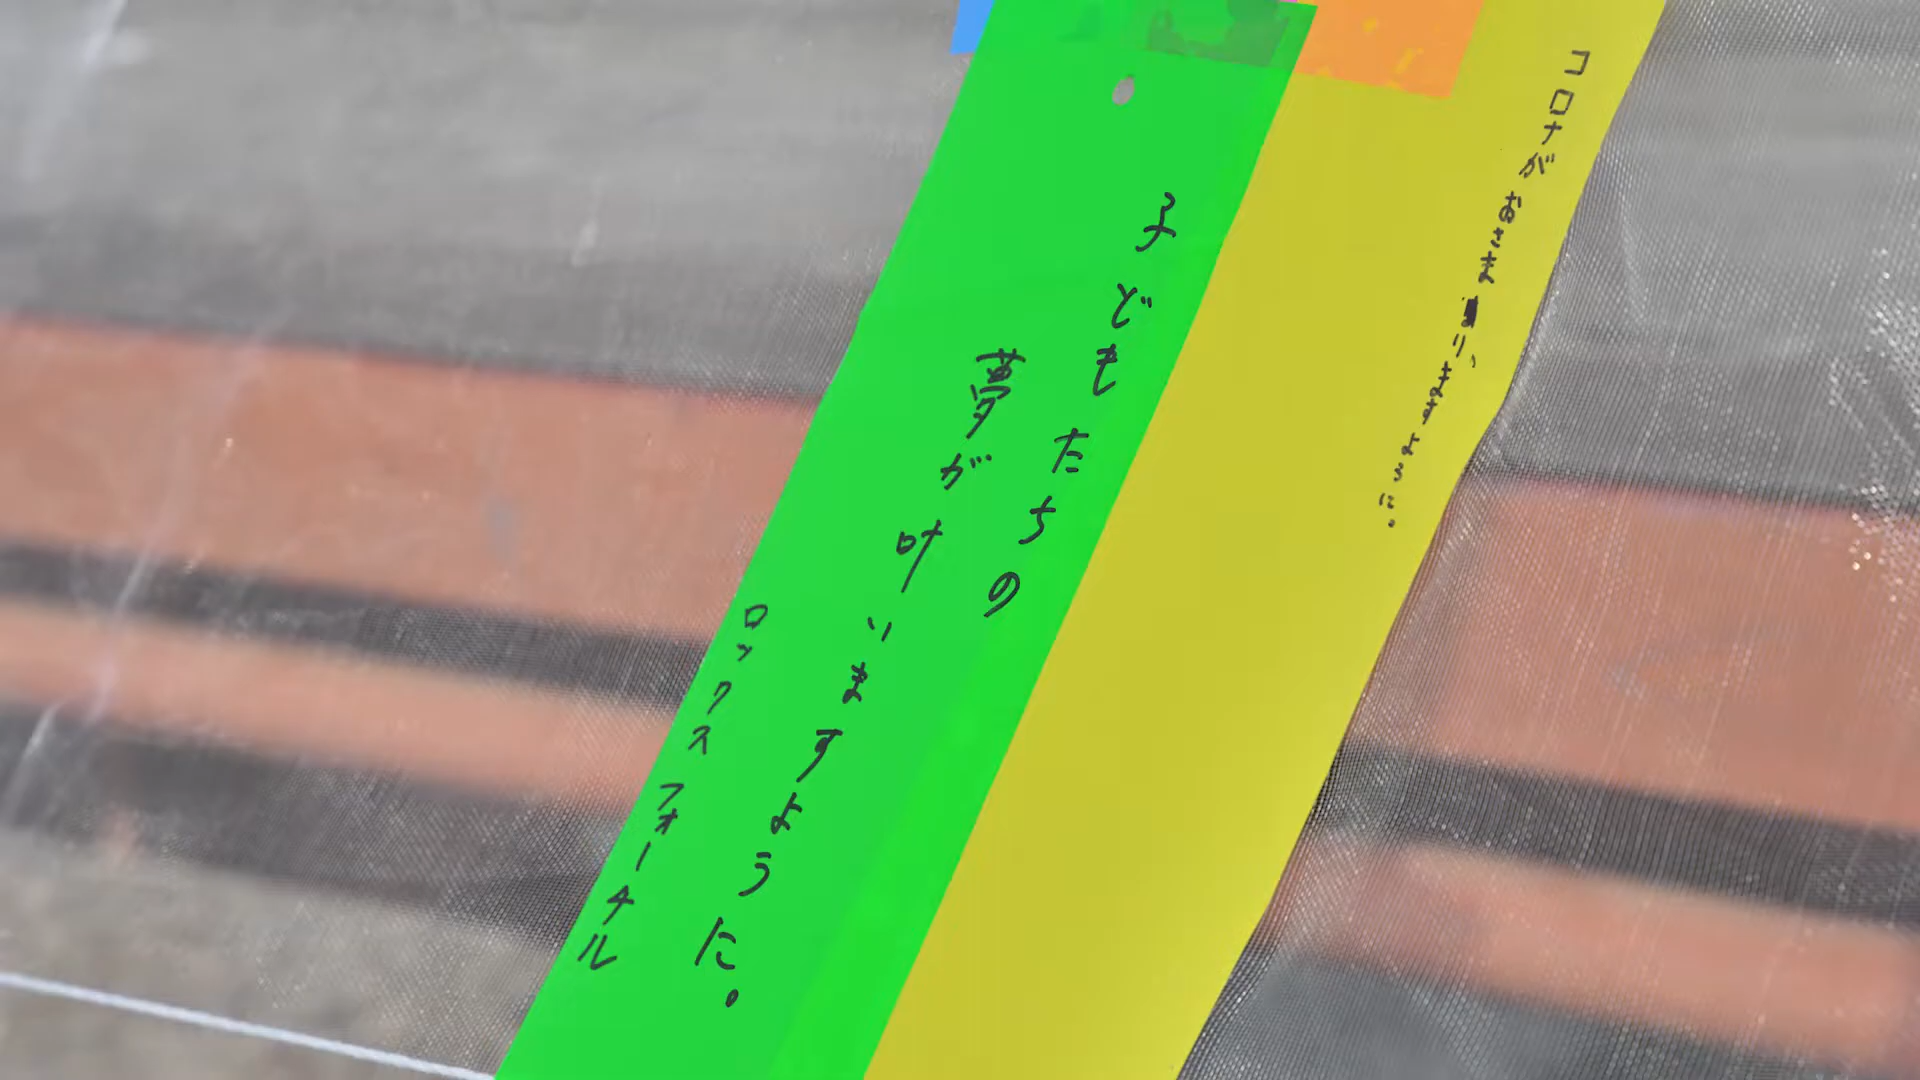 コロナがおさまりますように。
子どもたちの
夢が叶いますように。
ロックスフォータル